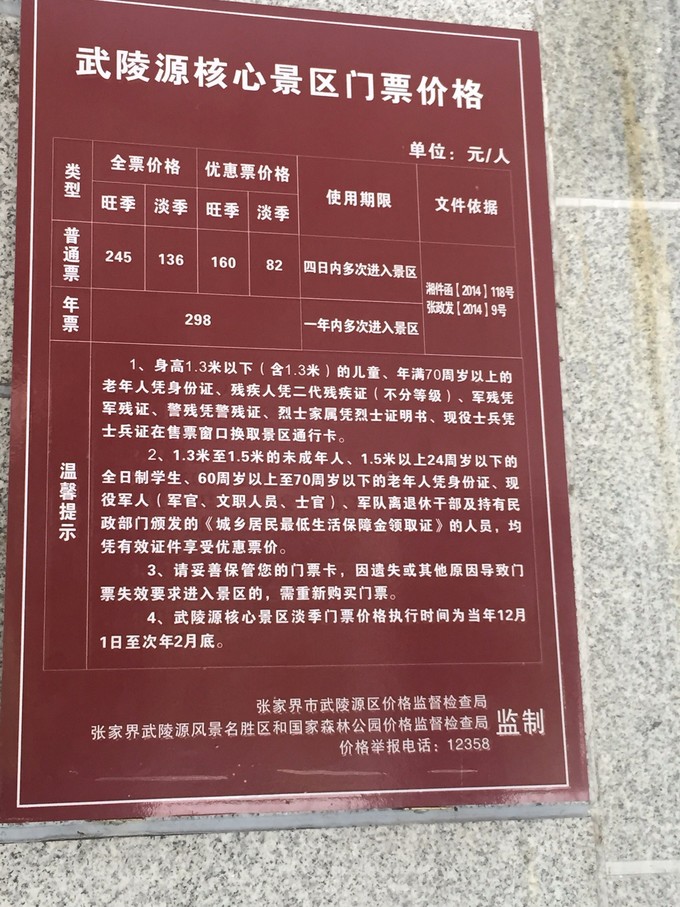 武陵源核心景区门票价格
单位：元/人
类型 全票价格 优惠票价格 使用期限 文件依据
旺季 淡季 旺季 淡季
普通票 245 136 160 82 四日内多次进入景区
湘件函【2014】118号
张政发【2014】9号
年票 298 一年内多次进入景区
温馨提示
1、身高1.3米以下（含1.3米）的儿童、年满70周岁以上的
老年人凭身份证、残疾人凭二代残疾证（不分等级）、军残凭
军残证、警残凭警残证、烈士家属凭烈士证明书、现役士兵凭
士兵证在售票窗口换取景区通行卡。
2、1.3米至1.5米的未成年人、1.5米以上24周岁以下的
全日制学生、60周岁以上至70周岁以下的老年人凭身份证、现
役军人（军官、文职人员、士官）、军队离退休干部及持有民
政部门颁发的《城乡居民最低生活保障金领取证》的人员，均
凭有效证件享受优惠票价。
3、请妥善保管您的门票卡，因遗失或其他原因导致门
票失效要求进入景区的，需重新购买门票。
4、武陵源核心景区淡季门票价格执行时间为当年12月
1日至次年2月底。
张家界市武陵源区价格监督检查局
张家界武陵源风景名胜区和国家森林公园价格监督检查局 监制
价格举报电话：12358